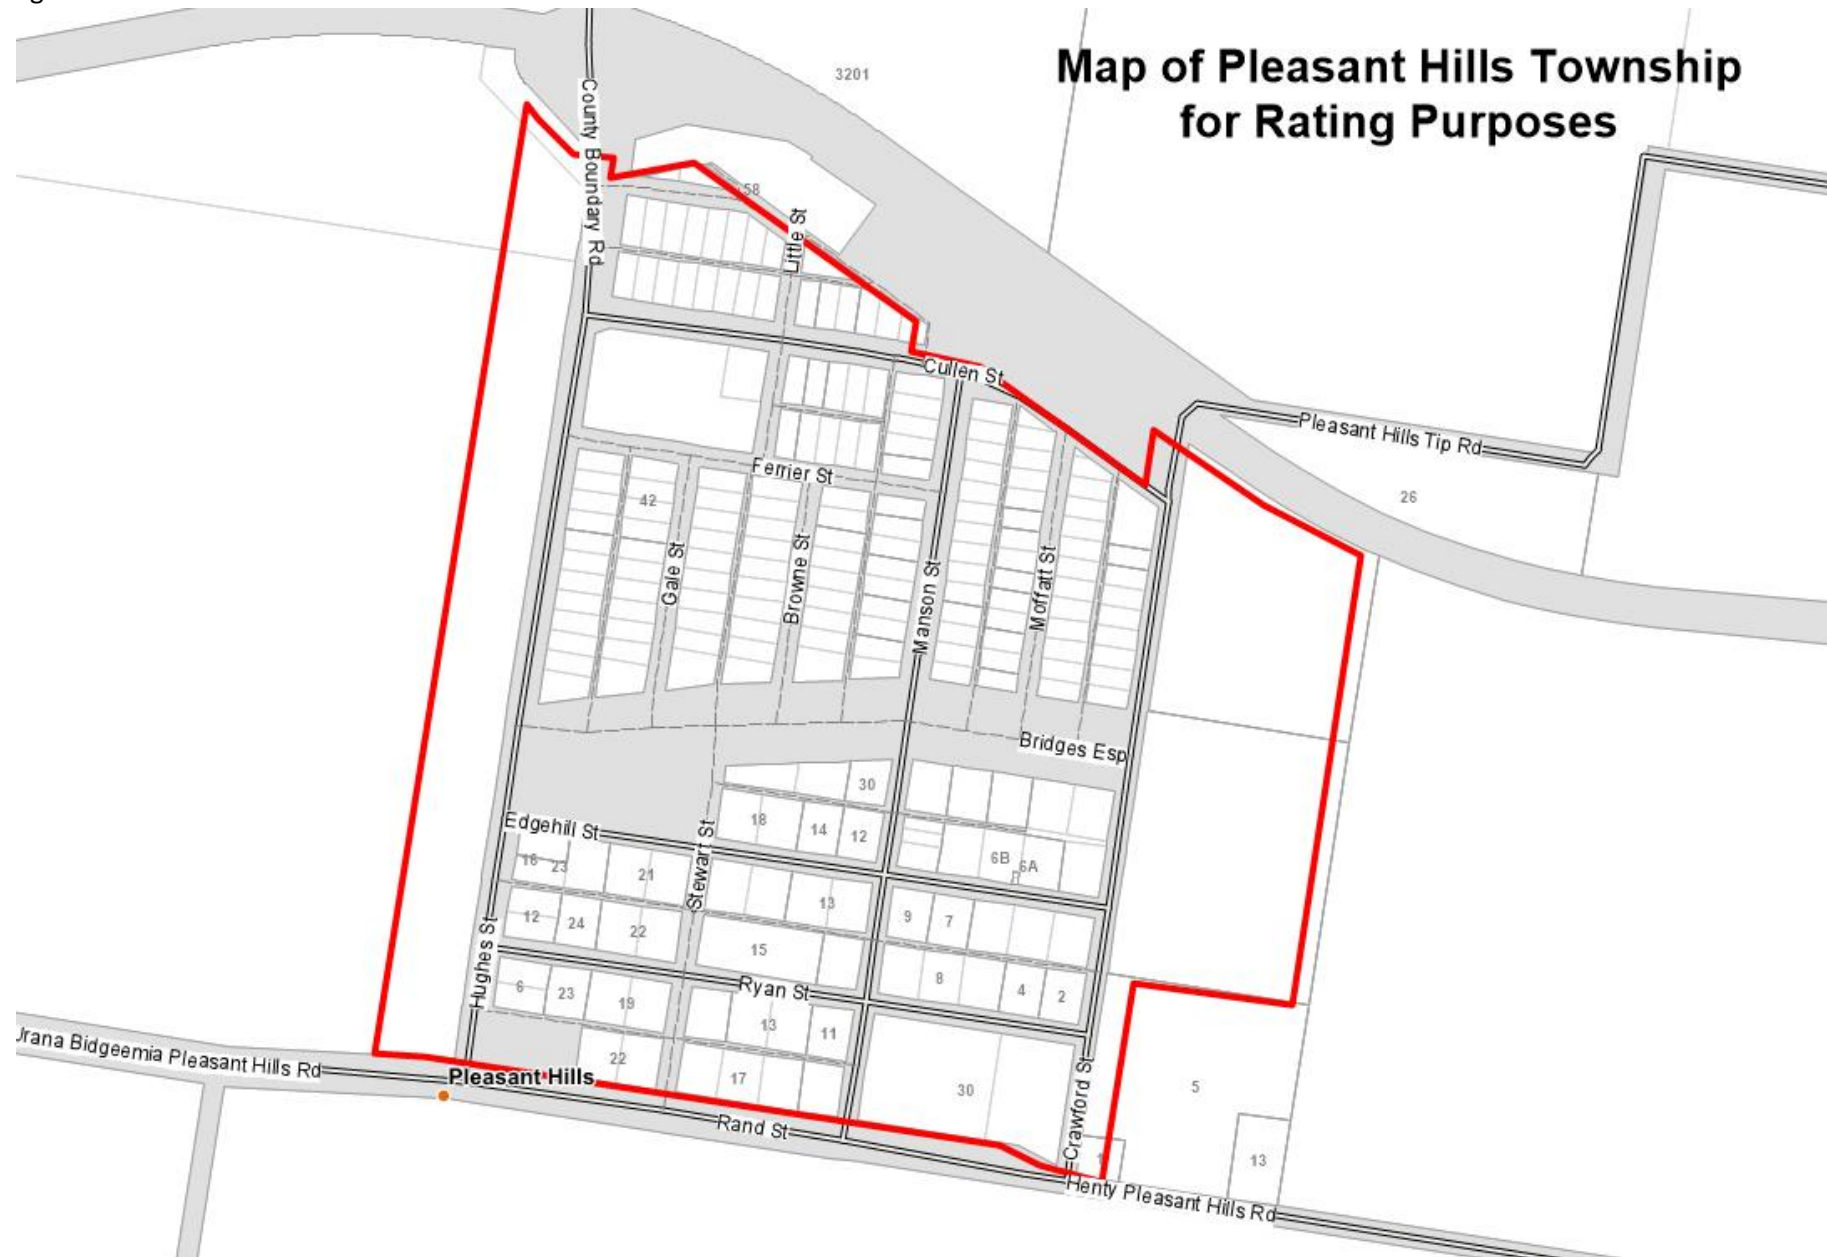 Map of Pleasant Hills Township
for Rating Purposes
3201
County Boundary Rd
58
Little St
Cullen St
Pleasant Hills Tip Rd
26
Ferrier St
42
Gale St
Browne St
Manson St
Moffatt St
Bridges Esp
30
18
14
12
Edgehill St
Stewart St
6B
6A
16
23
21
13
9
7
12
24
22
15
8
4
2
Hughes St
Ryan St
6
23
19
13
11
22
17
30
Crawford St
5
13
Urana Bidgeemia Pleasant Hills Rd
Pleasant Hills
Rand St
Henty Pleasant Hills Rd